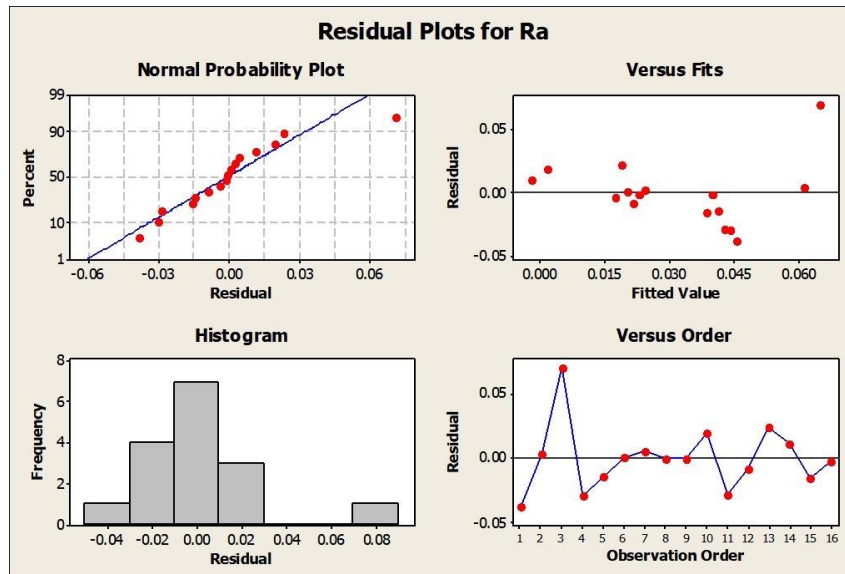 Residual Plots for Ra
Normal Probability Plot
99
90
50
10
1
Percent
-0.06 -0.03 0.00 0.03 0.06
Residual
Versus Fits
0.05
0.00
-0.05
Residual
0.000 0.015 0.030 0.045 0.060
Fitted Value
Histogram
8
6
4
2
0
Frequency
-0.04 -0.02 0.00 0.02 0.04 0.06 0.08
Residual
Versus Order
0.05
0.00
-0.05
Residual
1 2 3 4 5 6 7 8 9 10 11 12 13 14 15 16
Observation Order